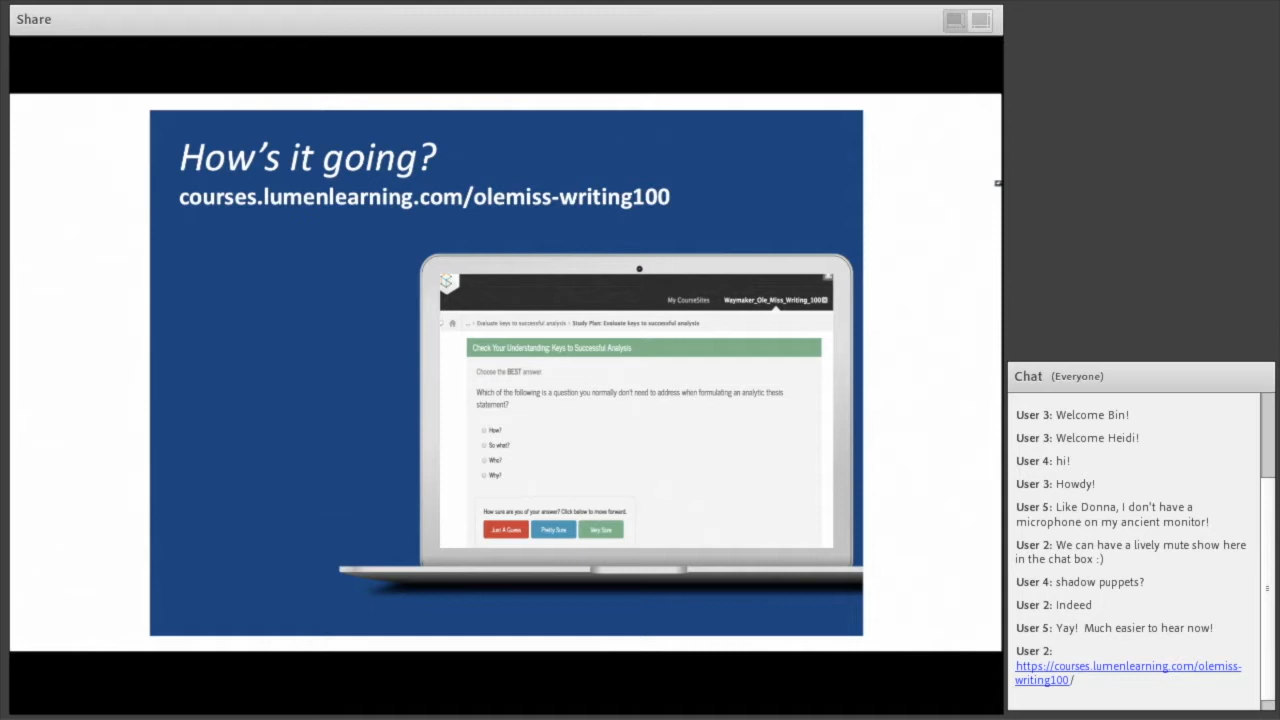 Share
How's it going?
courses.lumenlearning.com/olemiss-writing100
My CourseSites
Waymaker_Ole_Miss_Writing_100
... > Evaluate keys to successful analysis > Study Plan: Evaluate keys to successful analysis
Check Your Understanding: Keys to Successful Analysis
Choose the BEST answer.
Which of the following is a question you normally don't need to address when formulating an analytic thesis
statement?
How?
So what?
Who?
Why?
How sure are you of your answer? Click below to move forward.
Just A Guess
Pretty Sure
Very Sure
Chat (Everyone)
User 3: Welcome Bin!
User 3: Welcome Heidi!
User 4: hi!
User 3: Howdy!
User 5: Like Donna, I don't have a
microphone on my ancient monitor!
User 2: We can have a lively mute show here
in the chat box :)
User 4: shadow puppets?
User 2: Indeed
User 5: Yay! Much easier to hear now!
User 2:
https://courses.lumenlearning.com/olemiss-
writing100/